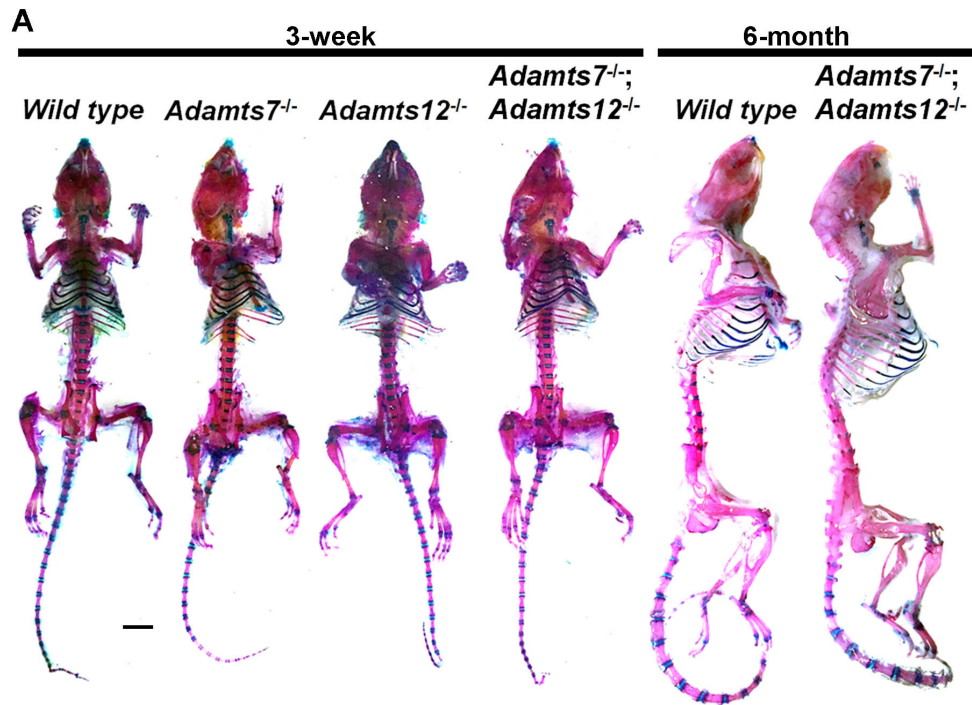 A
3-week
6-month
Wild type
Adamts7-/-
Adamts12-/-
Adamts7-/-;
Adamts12-/-
Wild type
Adamts7-/-;
Adamts12-/-